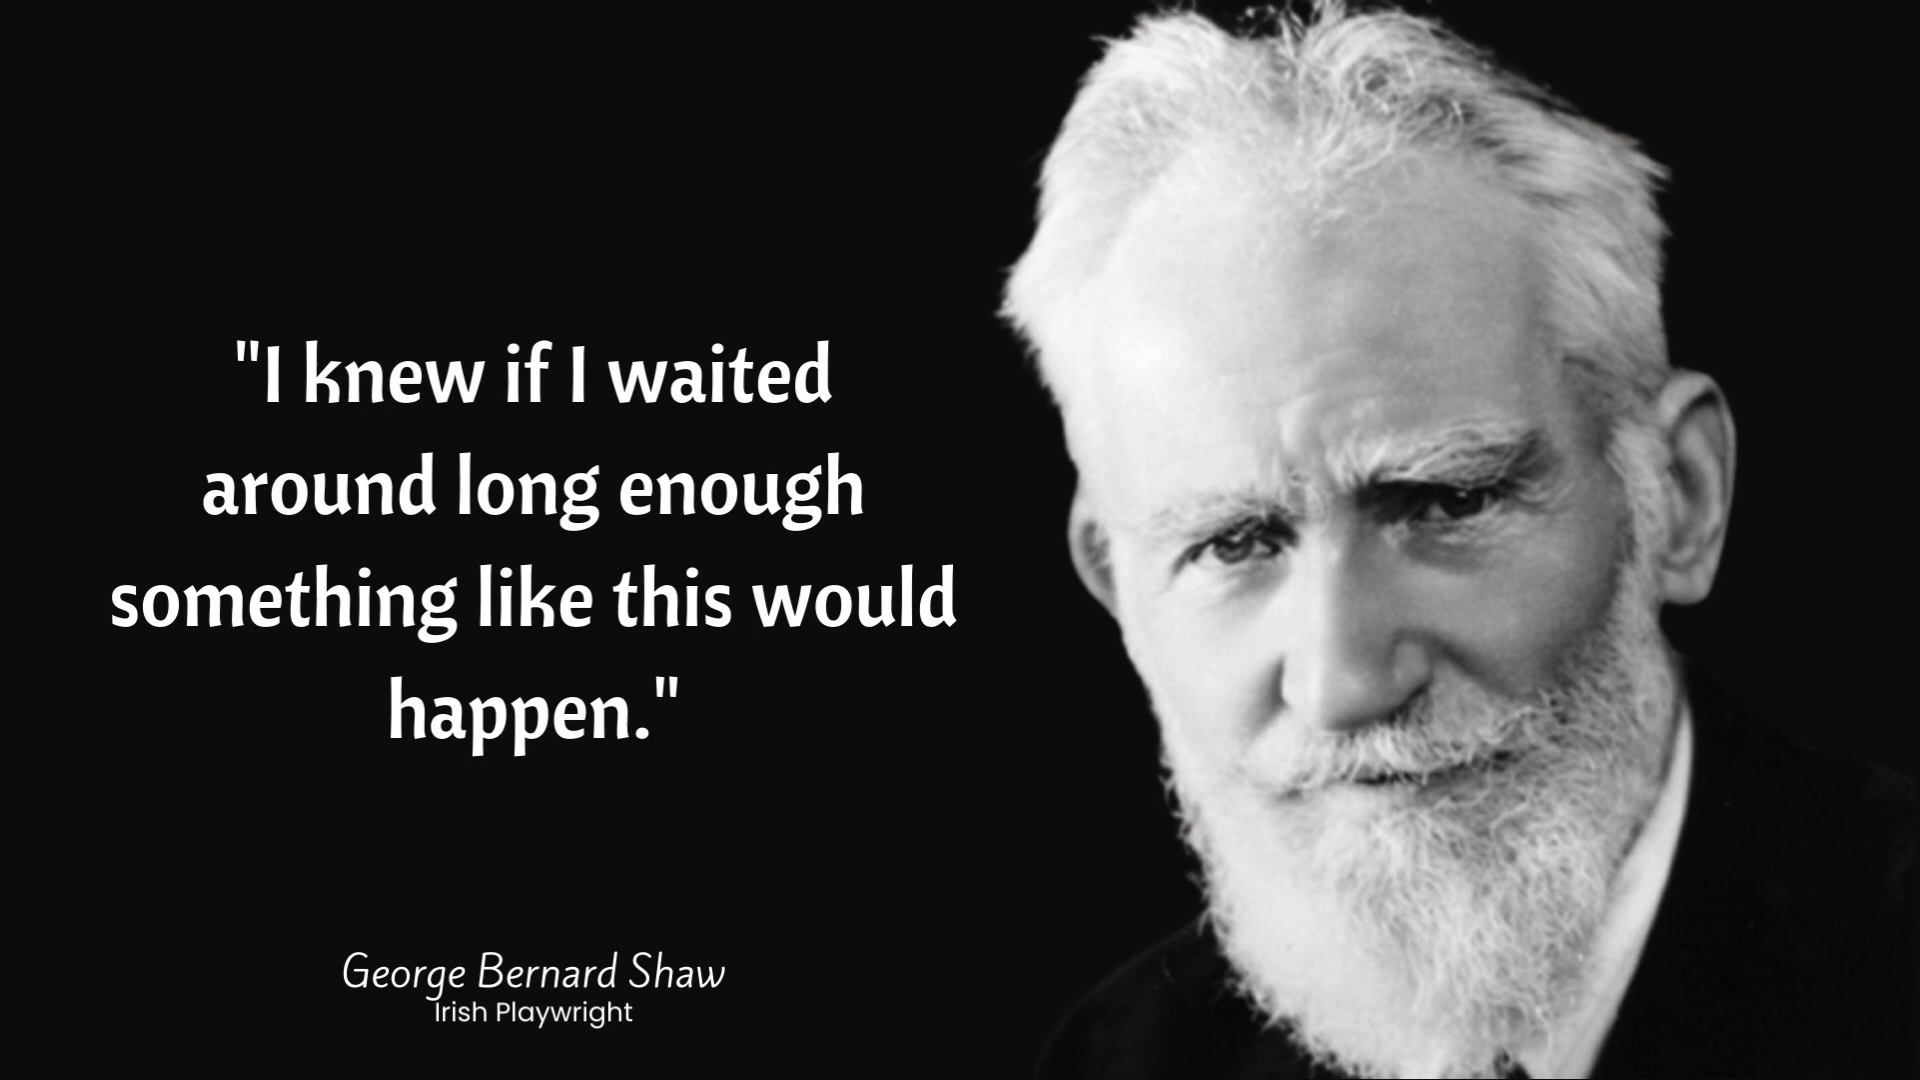 "I knew if I waited
around long enough
something like this would
happen."
George Bernard Shaw
Irish Playwright